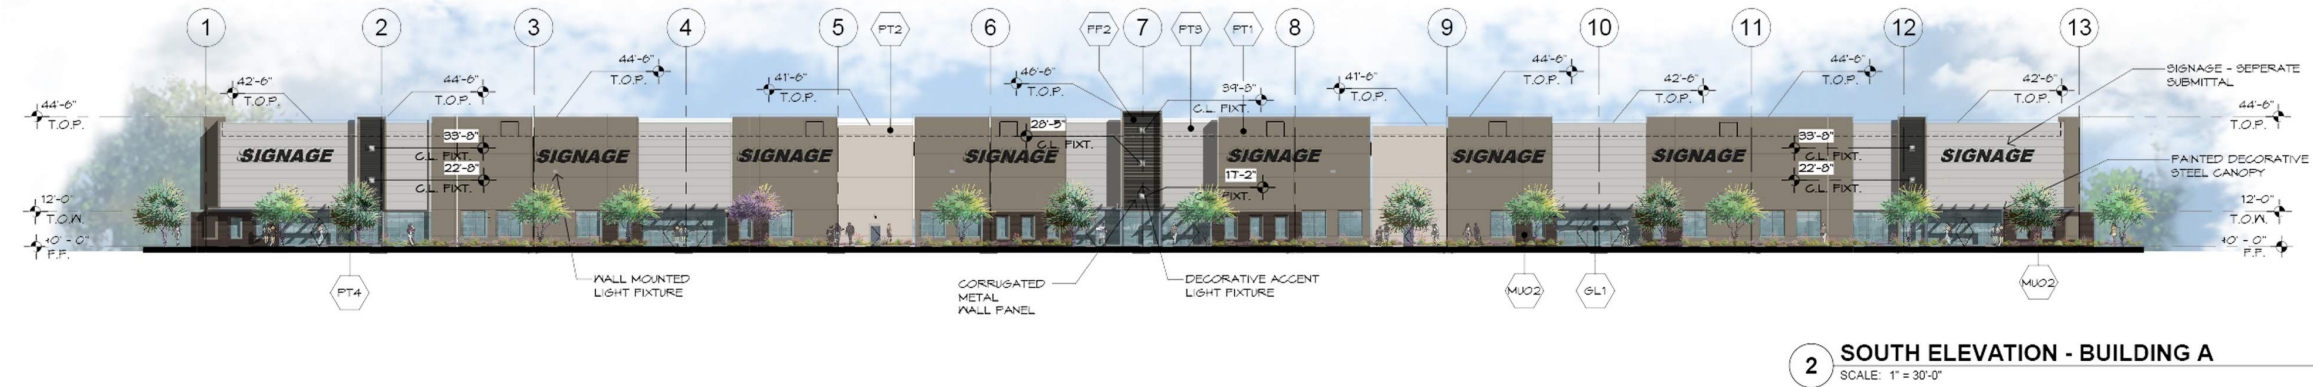 1 2 3 4 5 PT2 6 PF2 7 PT3 PT1 8 9 10 11 12 13
42'-6"
T.O.P.
44'-6"
T.O.P.
44'-6"
T.O.P.
41'-6"
T.O.P.
46'-6"
T.O.P.
39'-8"
C.L. FIXT.
41'-6"
T.O.P.
44'-6"
T.O.P.
42'-6"
T.O.P.
44'-6"
T.O.P.
42'-6"
T.O.P.
SIGNAGE - SEPERATE
SUBMITTAL
44'-6"
T.O.P.
44'-6"
T.O.P.
33'-8"
C.L. FIXT.
22'-8"
C.L. FIXT.
28'-5"
C.L. FIXT.
17'-2"
FIXT.
33'-8"
C.L. FIXT.
22'-8"
C.L. FIXT.
SIGNAGE SIGNAGE SIGNAGE SIGNAGE SIGNAGE SIGNAGE SIGNAGE SIGNAGE
PAINTED DECORATIVE
STEEL CANOPY
12'-0"
T.O.W.
12'-0"
T.O.W.
±0' - 0"
F.F.
±0' - 0"
F.F.
PT4
WALL MOUNTED
LIGHT FIXTURE
CORRUGATED
METAL
WALL PANEL
DECORATIVE ACCENT
LIGHT FIXTURE
MU02
GL1
MU02
2 SOUTH ELEVATION - BUILDING A
SCALE: 1" = 30'-0"